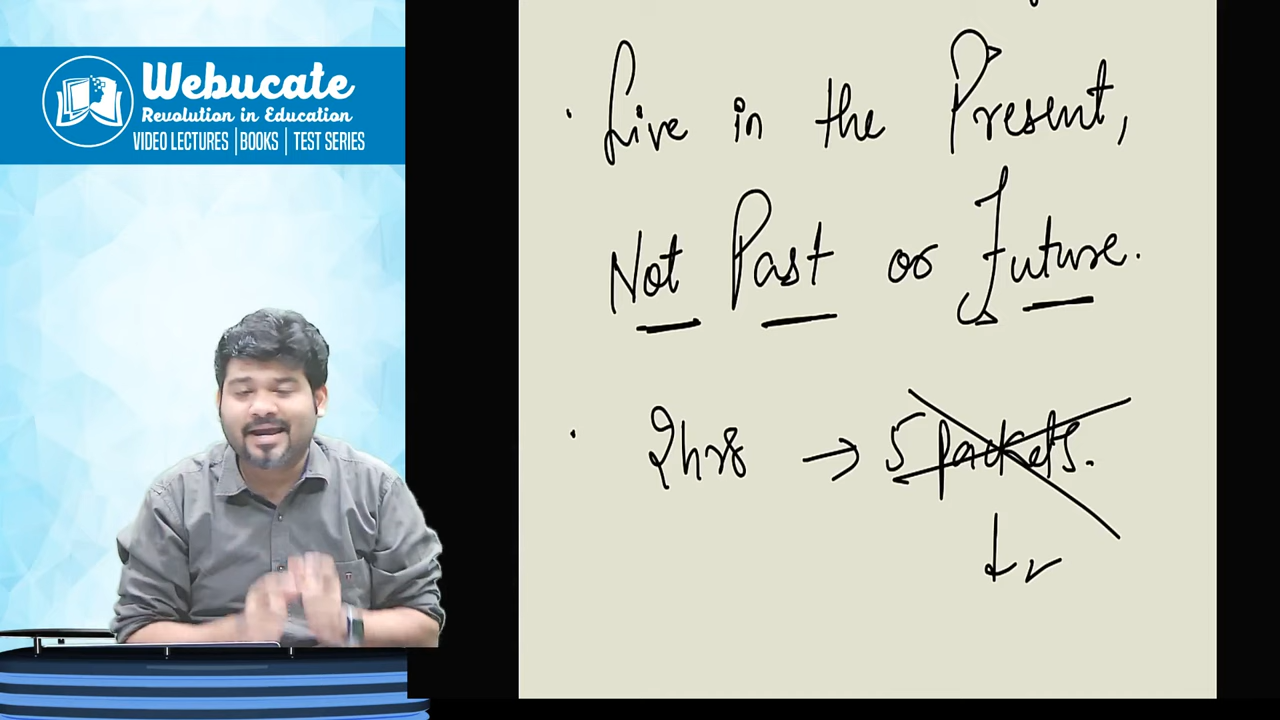 Webucate
Revolution in Education
VIDEO LECTURES | BOOKS | TEST SERIES
· Live in the Present,
Not Past or Future.
· 2hrs → 5 packets.
↓